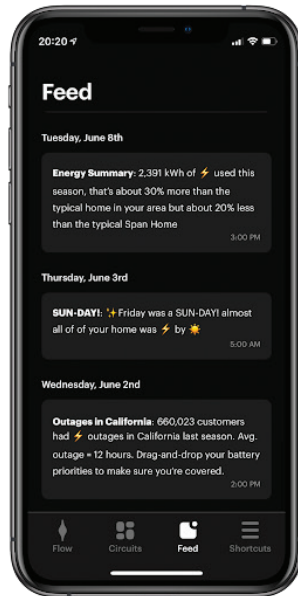 20:20
Feed
Tuesday, June 8th
Energy Summary: 2,391 kWh of ⚡ used this
season, that's about 30% more than the
typical home in your area but about 20% less
than the typical Span Home
3:00 PM
Thursday, June 3rd
SUN-DAY!: ✨Friday was a SUN-DAY! almost
all of of your home was ⚡ by ☀️
5:00 AM
Wednesday, June 2nd
Outages in California: 660,023 customers
had ⚡ outages in California last season. Avg.
outage = 12 hours. Drag-and-drop your battery
priorities to make sure you're covered.
2:00 PM
Flow Circuits Feed Shortcuts